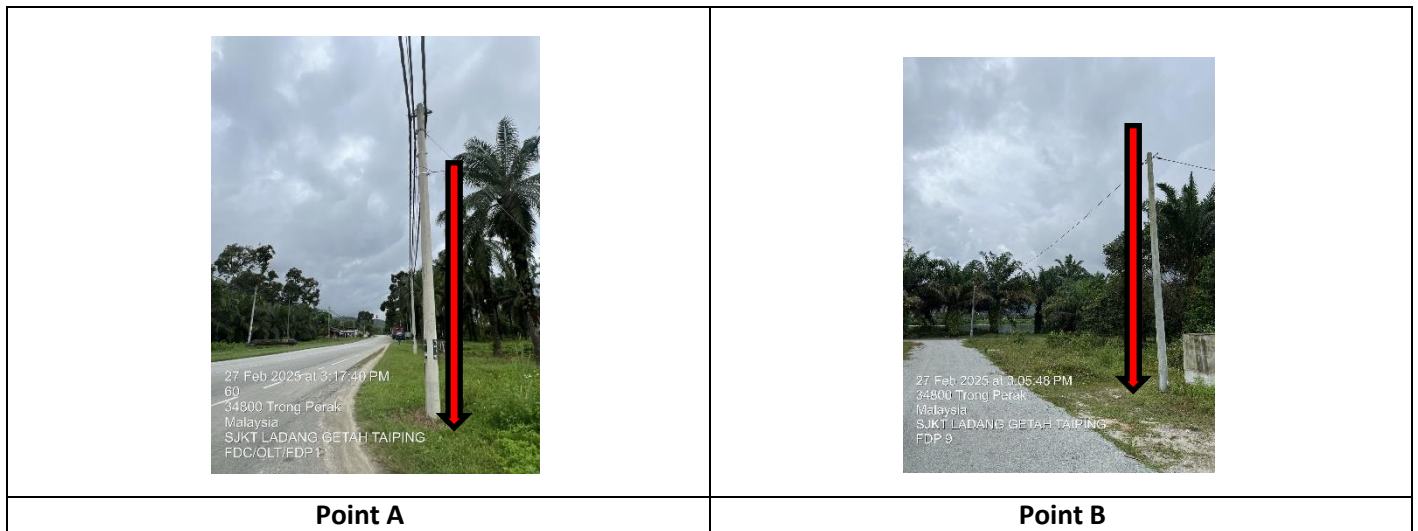 27 Feb 2025 at 3:17:40 PM
60
34800 Trong Perak
Malaysia
SJKT LADANG GETAH TAIPING
FDC/OLT/FDP1
27 Feb 2025 at 3:05:48 PM
34800 Trong Perak
Malaysia
SJKT LADANG GETAH TAIPING
FDP 9
Point A
Point B